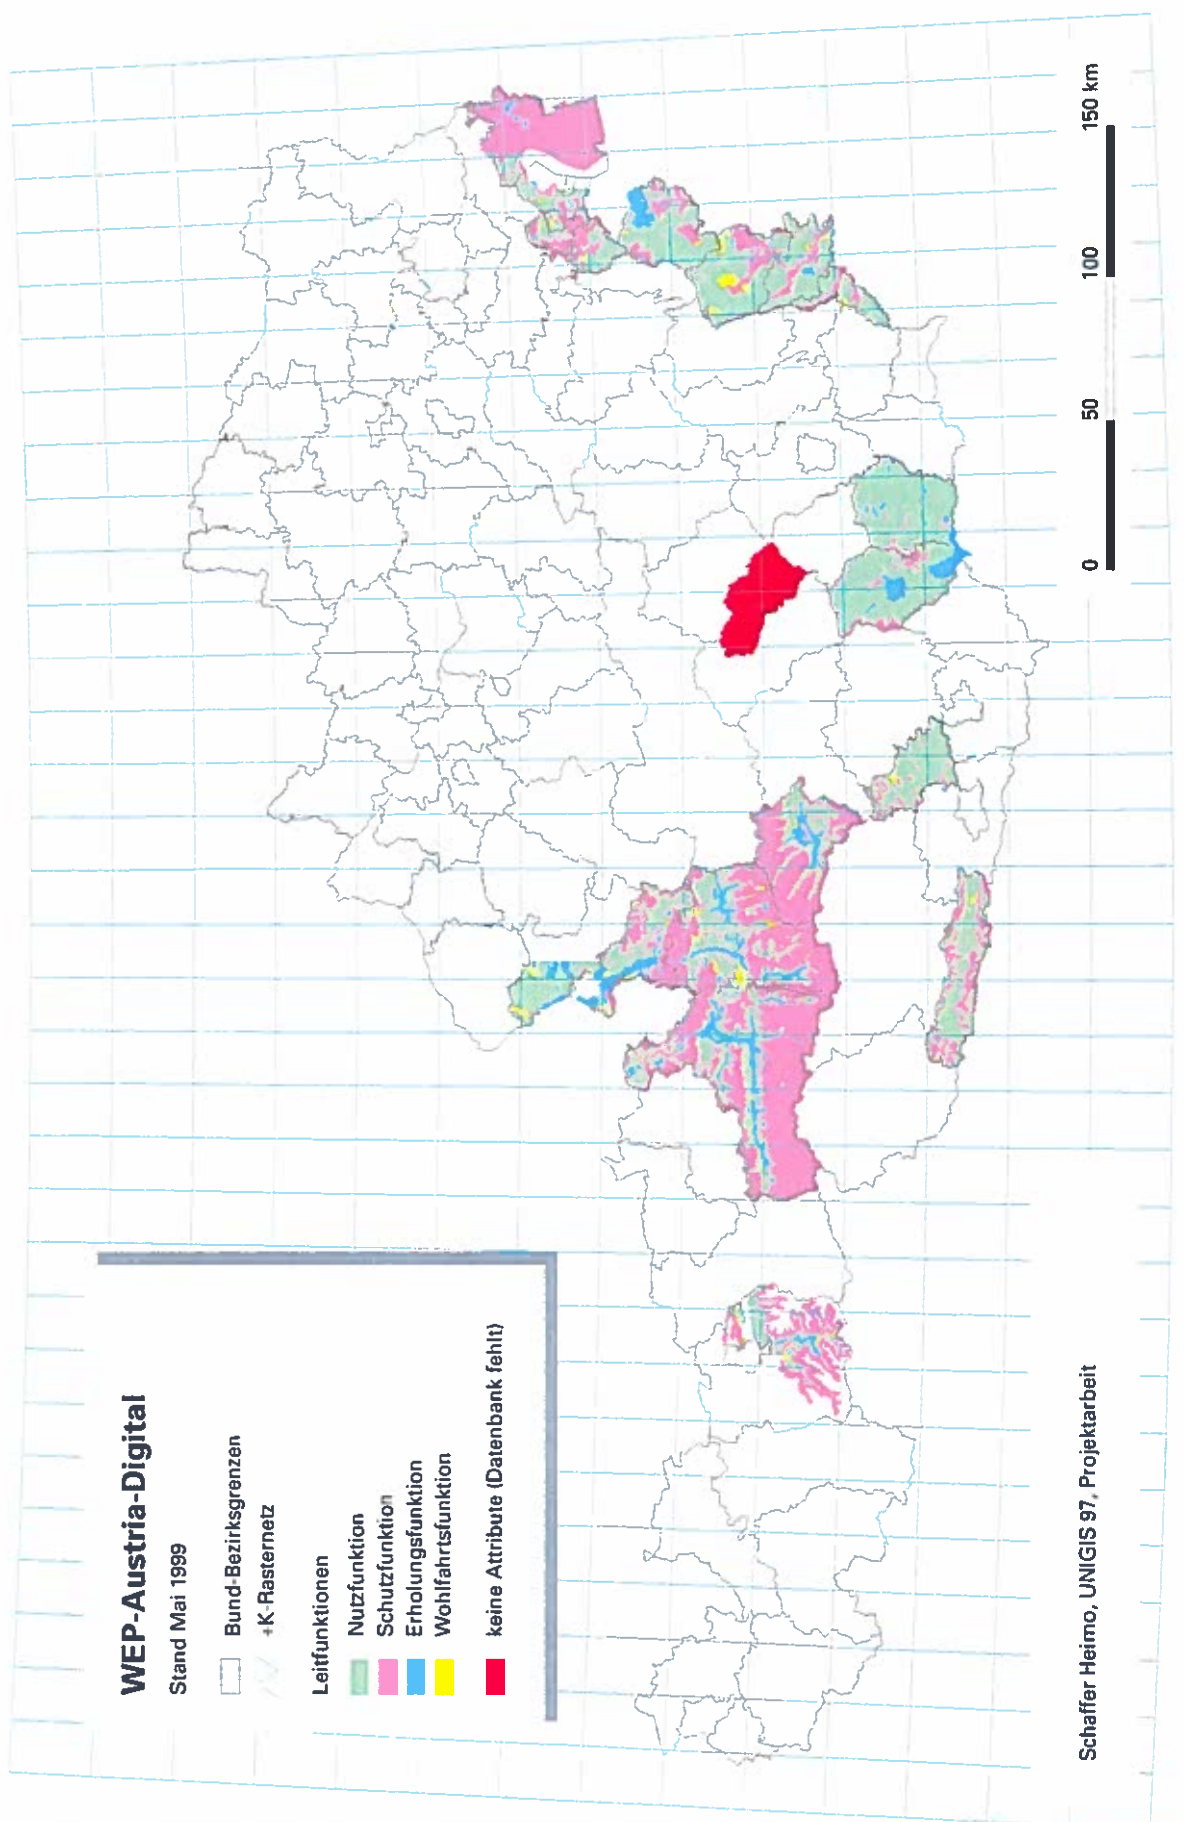 WEP-Austria-Digital
Stand Mai 1999
Bund-Bezirksgrenzen
+K-Rasternetz
Leitfunktionen
Nutzfunktion
Schutzfunktion
Erholungsfunktion
Wohlfahrtsfunktion
keine Attribute (Datenbank fehlt)
0 50 100 150 km
Schaffer Heimo, UNIGIS 97, Projektarbeit